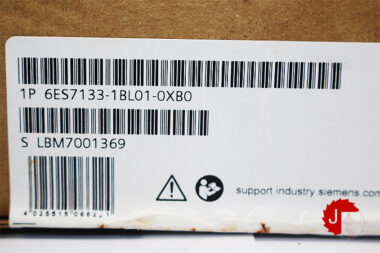 1P 6ES7133-1BL01-0XB0
S LBM7001369
support.industry.siemens.com